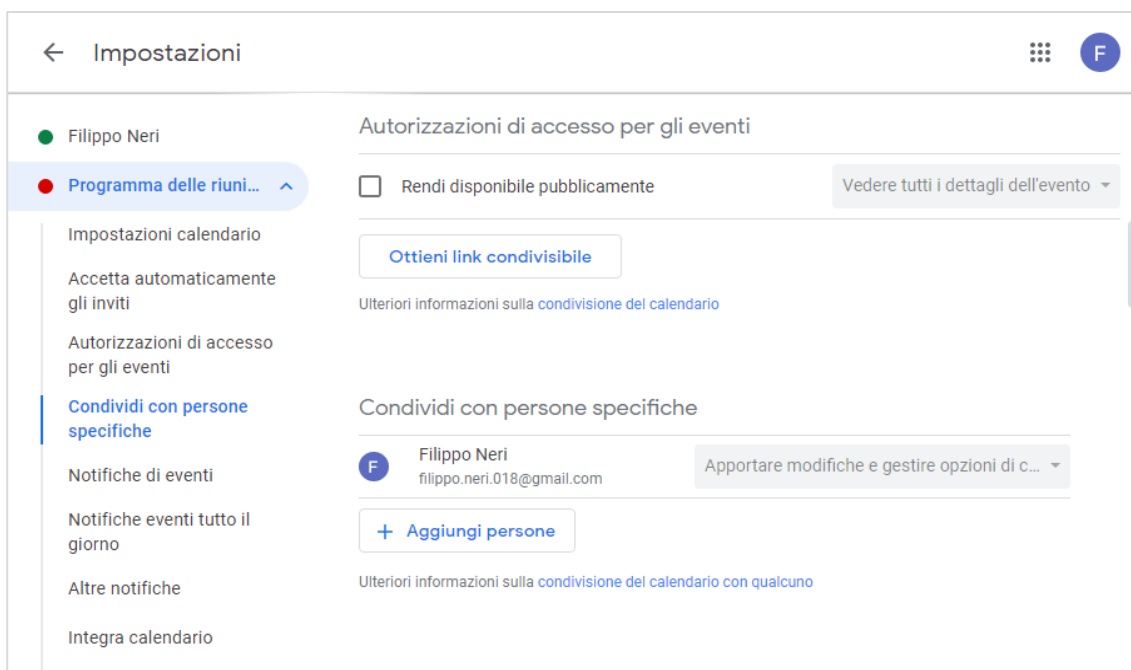 Impostazioni
F
Filippo Neri
Programma delle riuni...
Impostazioni calendario
Accetta automaticamente
gli inviti
Autorizzazioni di accesso
per gli eventi
Condividi con persone
specifiche
Notifiche di eventi
Notifiche eventi tutto il
giorno
Altre notifiche
Integra calendario
Autorizzazioni di accesso per gli eventi
Rendi disponibile pubblicamente
Vedere tutti i dettagli dell'evento
Ottieni link condivisibile
Ulteriori informazioni sulla condivisione del calendario
Condividi con persone specifiche
F
Filippo Neri
filippo.neri.018@gmail.com
Apportare modifiche e gestire opzioni di c...
+ Aggiungi persone
Ulteriori informazioni sulla condivisione del calendario con qualcuno